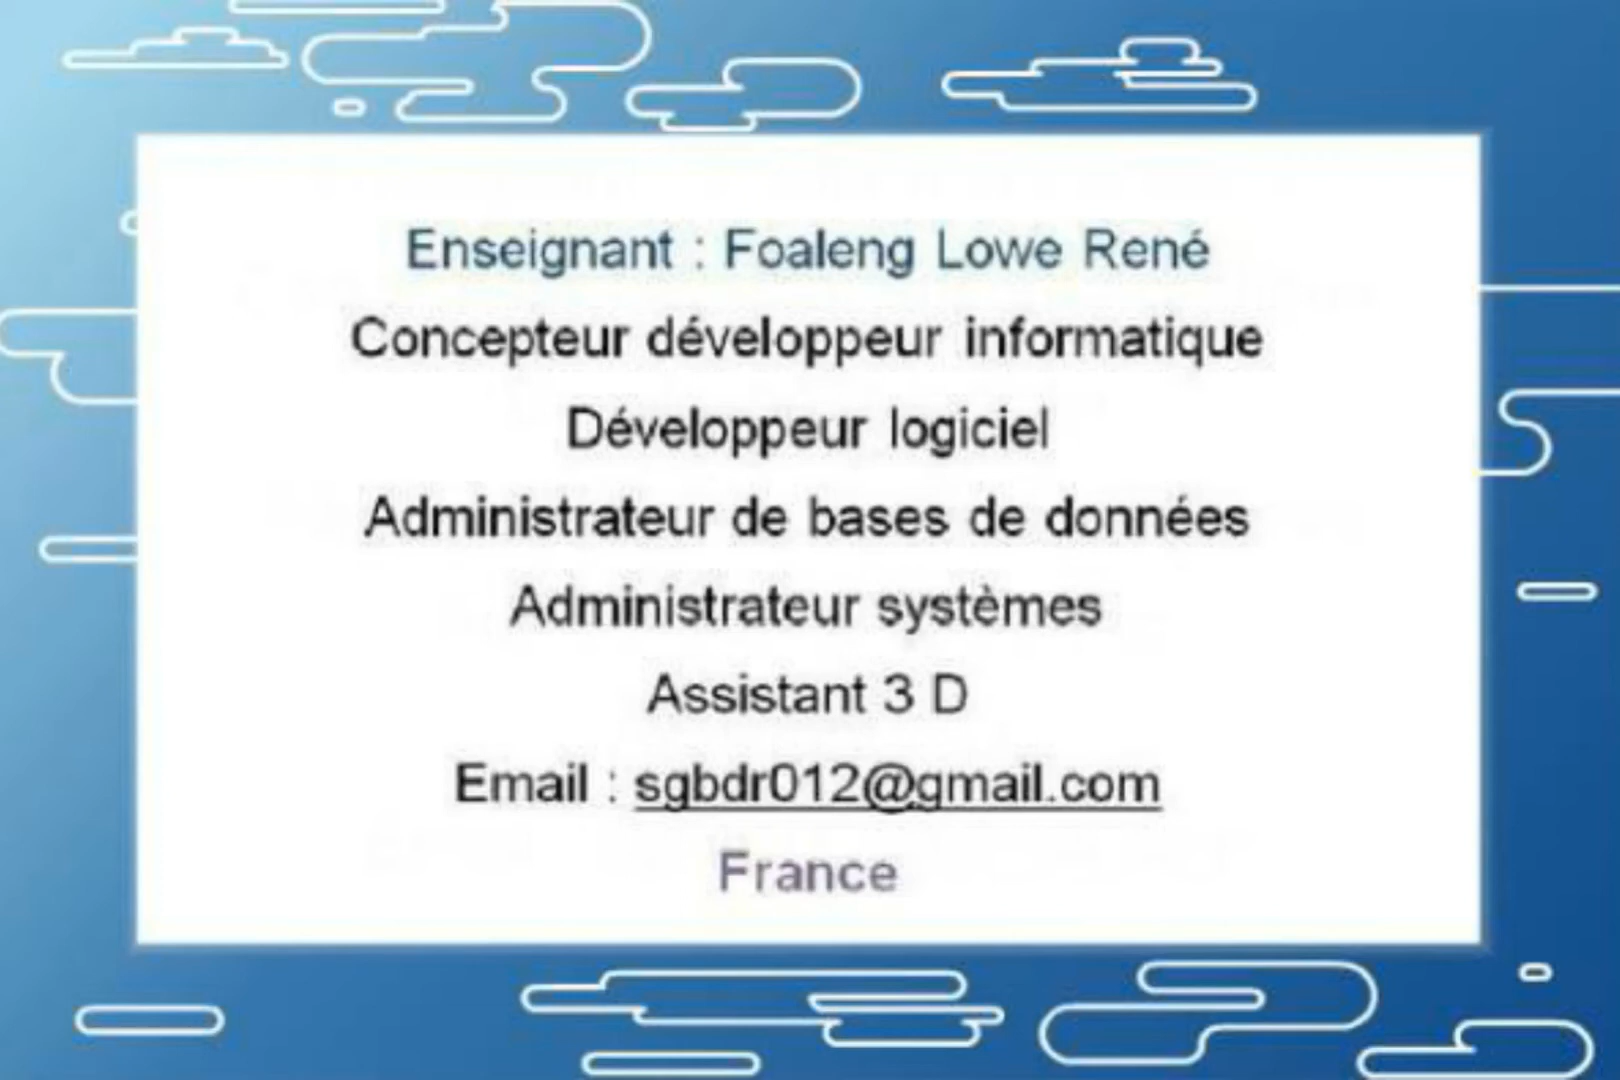 Enseignant : Foaleng Lowe René
Concepteur développeur informatique
Développeur logiciel
Administrateur de bases de données
Administrateur systèmes
Assistant 3 D
Email : sgbdr012@gmail.com
France